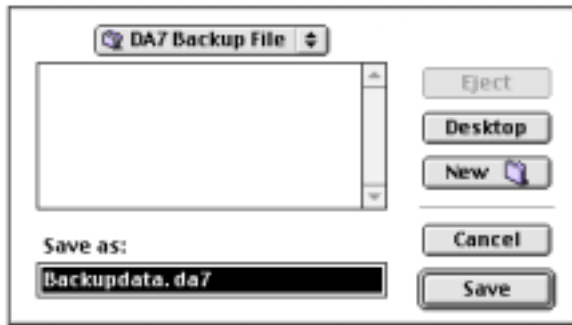 DA7 Backup File
Eject
Desktop
New
Save as:
Backupdata.da7
Cancel
Save